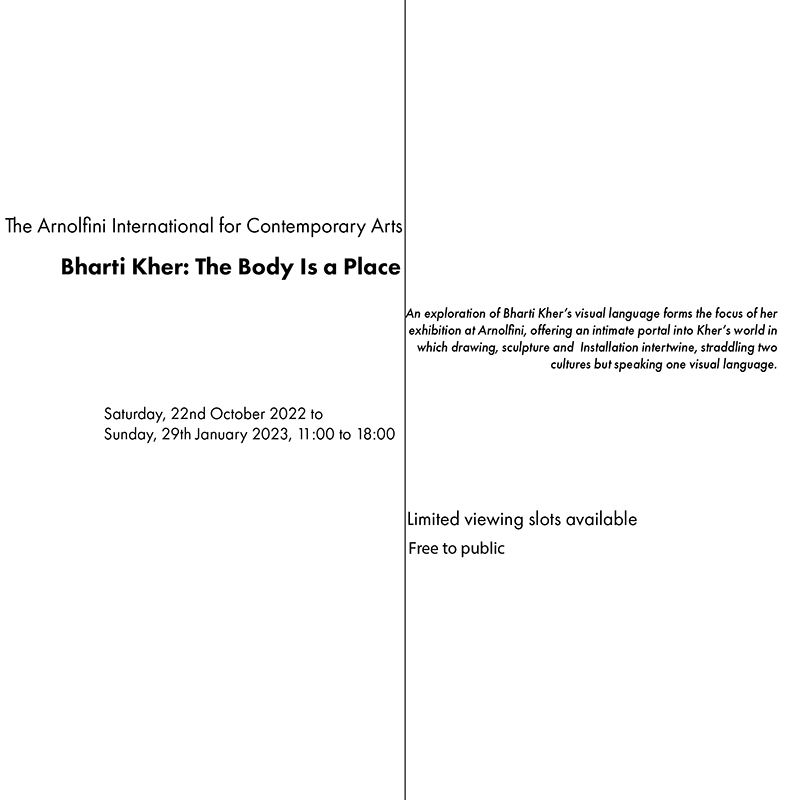 The Arnolfini International for Contemporary Arts
Bharti Kher: The Body Is a Place
An exploration of Bharti Kher's visual language forms the focus of her
exhibition at Arnolfini, offering an intimate portal into Kher's world in
which drawing, sculpture and  Installation intertwine, straddling two
cultures but speaking one visual language.
Saturday, 22nd October 2022 to
Sunday, 29th January 2023, 11:00 to 18:00
Limited viewing slots available
Free to public